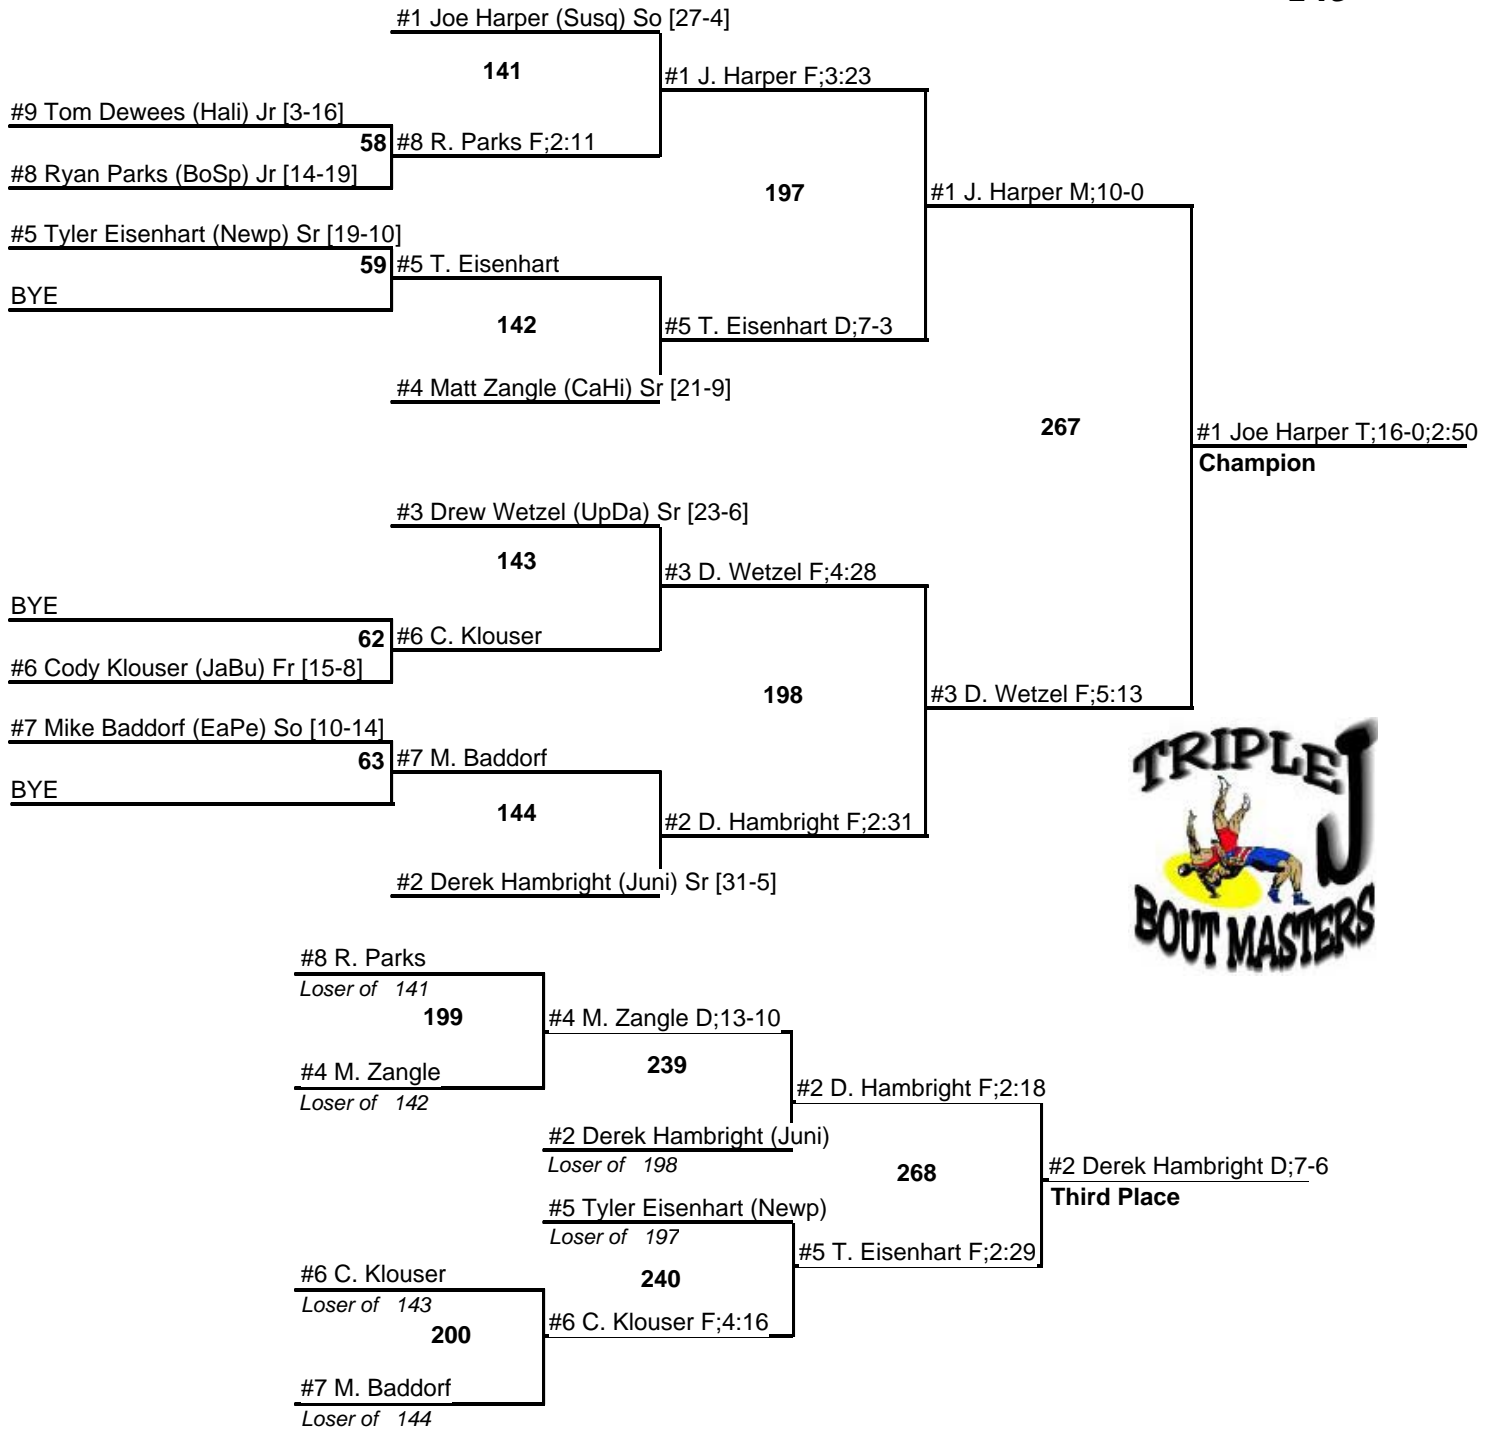 #1 Joe Harper (Susq) So [27-4]
141
#1 J. Harper F;3:23
#9 Tom Dewees (Hali) Jr [3-16]
58
#8 R. Parks F;2:11
#8 Ryan Parks (BoSp) Jr [14-19]
197
#1 J. Harper M;10-0
#5 Tyler Eisenhart (Newp) Sr [19-10]
59
#5 T. Eisenhart
BYE
142
#5 T. Eisenhart D;7-3
#4 Matt Zangle (CaHi) Sr [21-9]
267
#1 Joe Harper T;16-0;2:50
Champion
#3 Drew Wetzel (UpDa) Sr [23-6]
143
#3 D. Wetzel F;4:28
BYE
62
#6 C. Klouser
#6 Cody Klouser (JaBu) Fr [15-8]
198
#3 D. Wetzel F;5:13
#7 Mike Baddorf (EaPe) So [10-14]
63
#7 M. Baddorf
BYE
144
#2 D. Hambright F;2:31
#2 Derek Hambright (Juni) Sr [31-5]
TRIPLE J
BOUT MASTERS
#8 R. Parks
Loser of 141
199
#4 M. Zangle D;13-10
#4 M. Zangle
Loser of 142
239
#2 D. Hambright F;2:18
#2 Derek Hambright (Juni)
Loser of 198
268
#2 Derek Hambright D;7-6
Third Place
#5 Tyler Eisenhart (Newp)
Loser of 197
#5 T. Eisenhart F;2:29
#6 C. Klouser
Loser of 143
240
200
#6 C. Klouser F;4:16
#7 M. Baddorf
Loser of 144